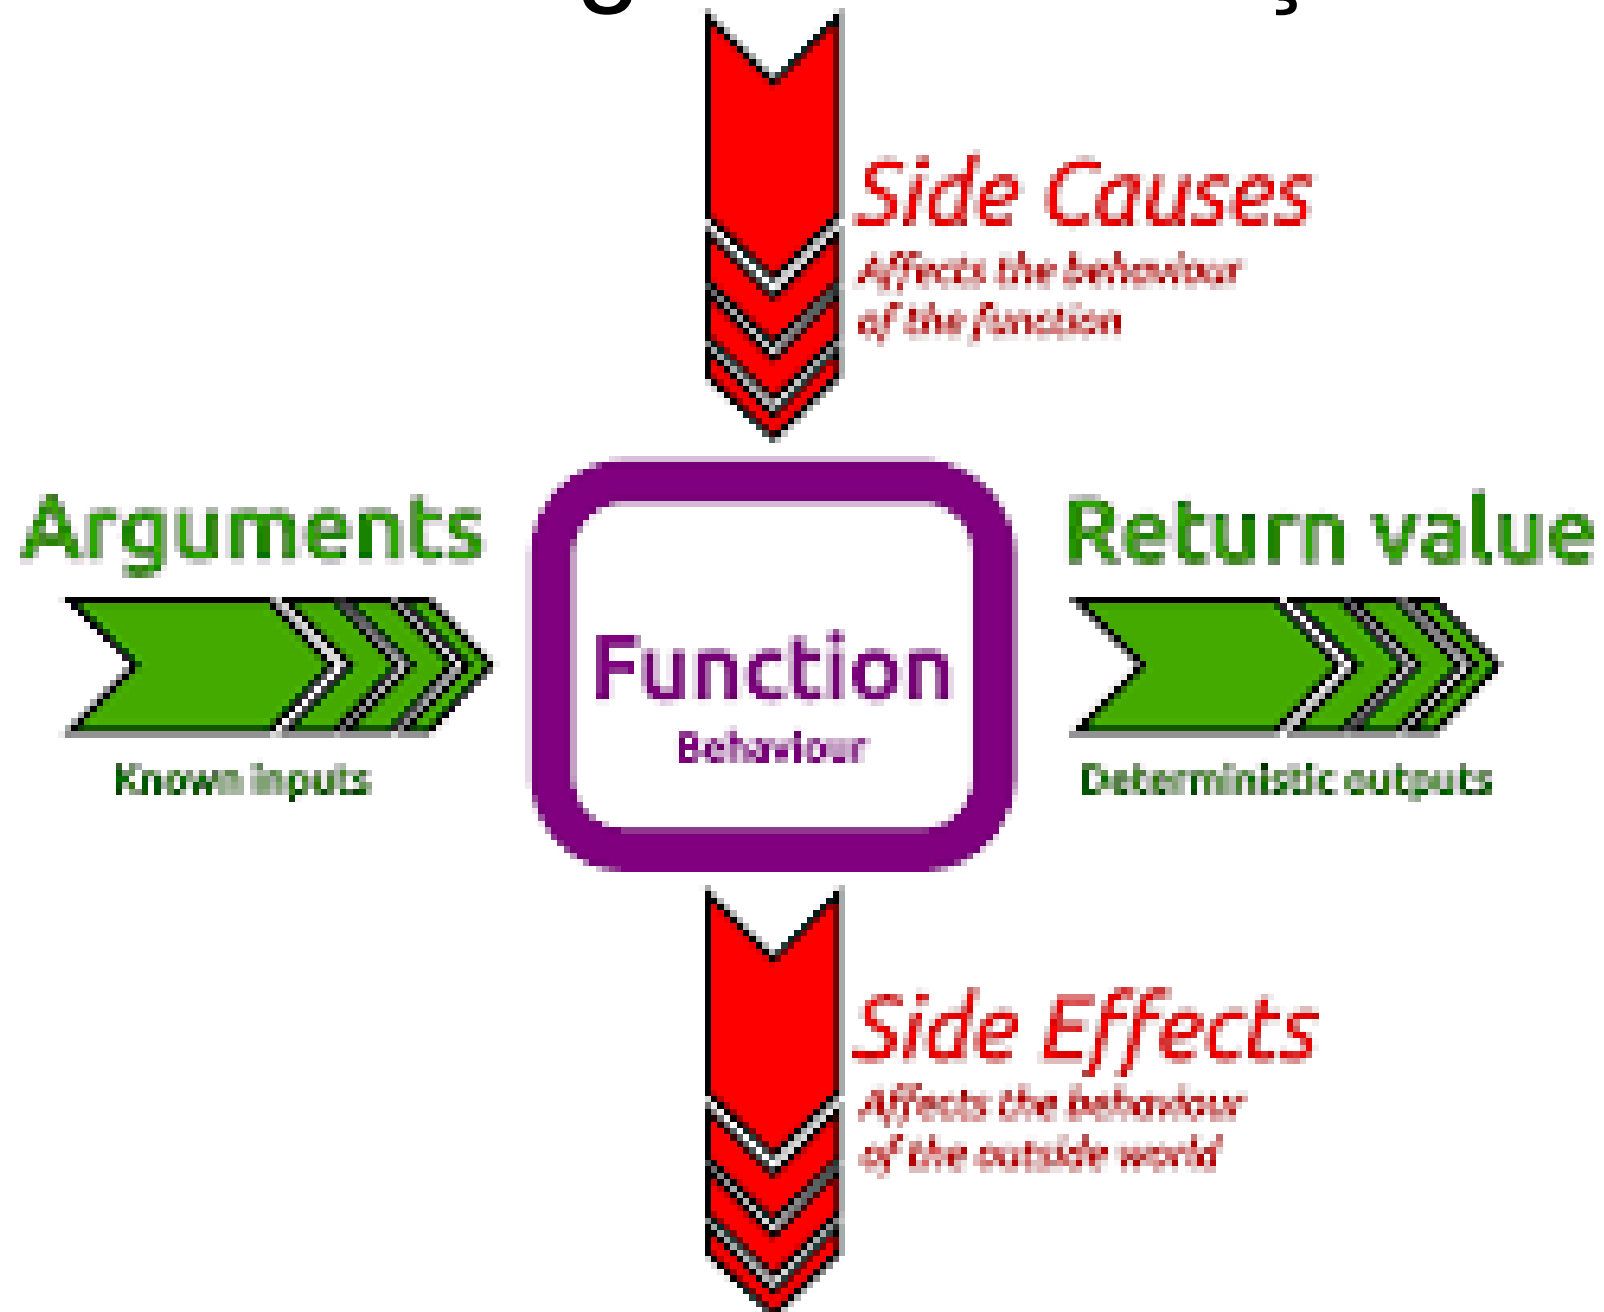 Side Causes
Affects the behaviour
of the function
Arguments
Return value
Function
Behaviour
Known inputs
Deterministic outputs
Side Effects
Affects the behaviour
of the outside world